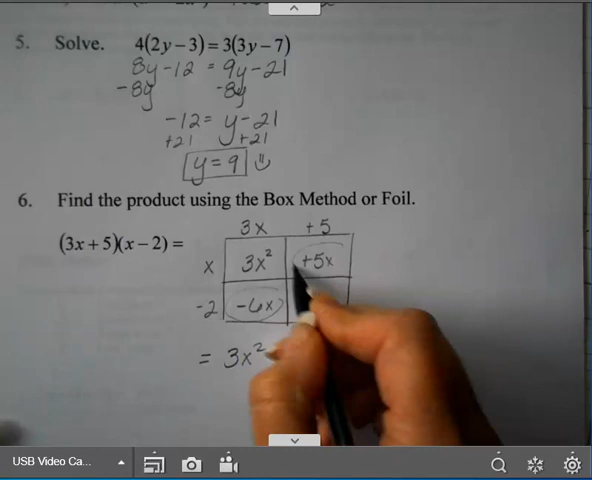 5. Solve. 4(2y – 3) = 3(3y – 7)
8y - 12 = 9y - 21
-8y -8y
-12 = y - 21
+21 +21
y = 9
6. Find the product using the Box Method or Foil.
3x +5
(3x + 5)(x – 2) =
x 3x² +5x
-2 -6x
= 3x²
USB Video Ca...